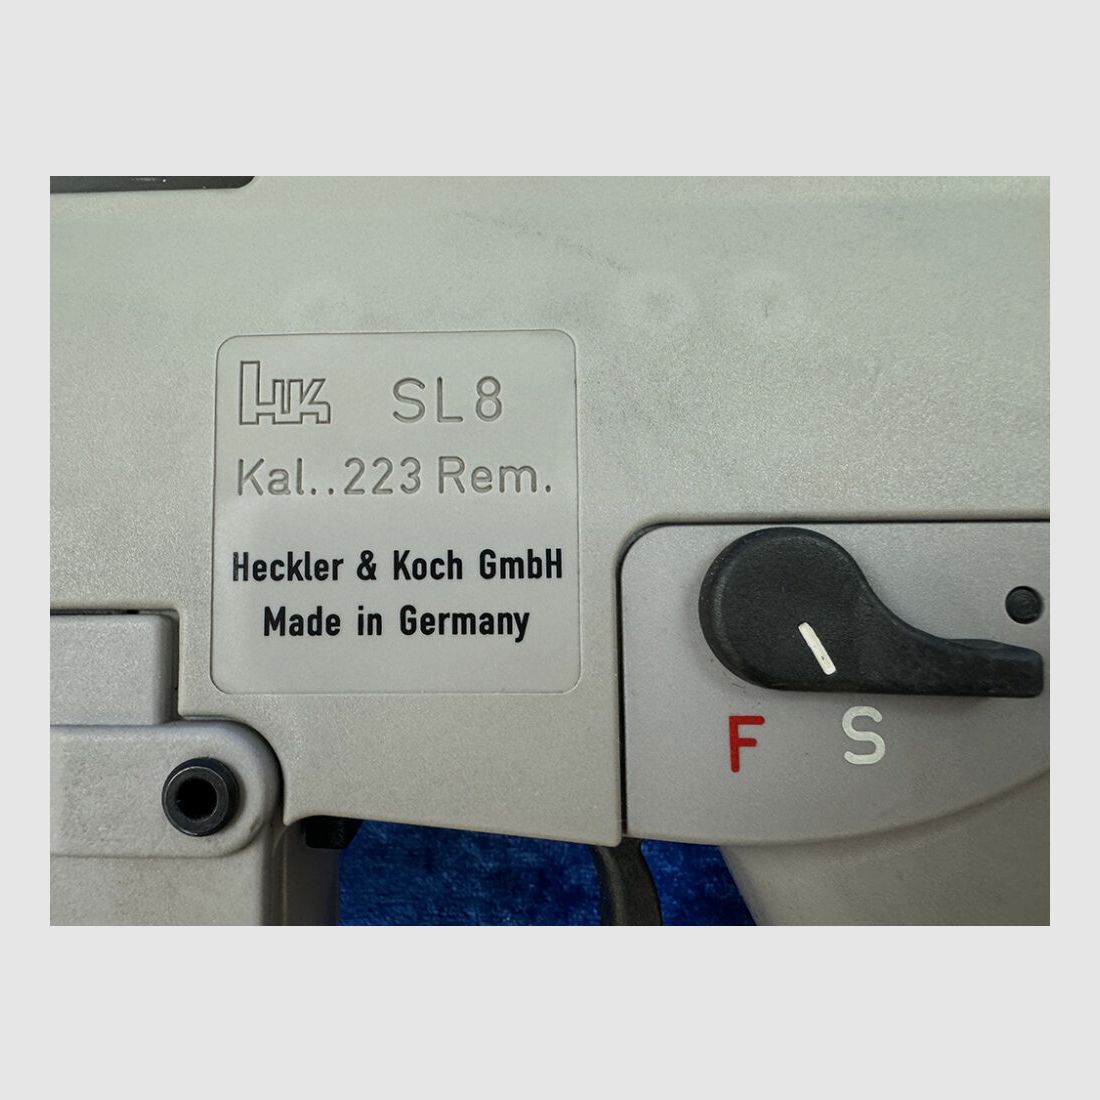 HK SL8
Kal..223 Rem.
Heckler & Koch GmbH
Made in Germany
F S